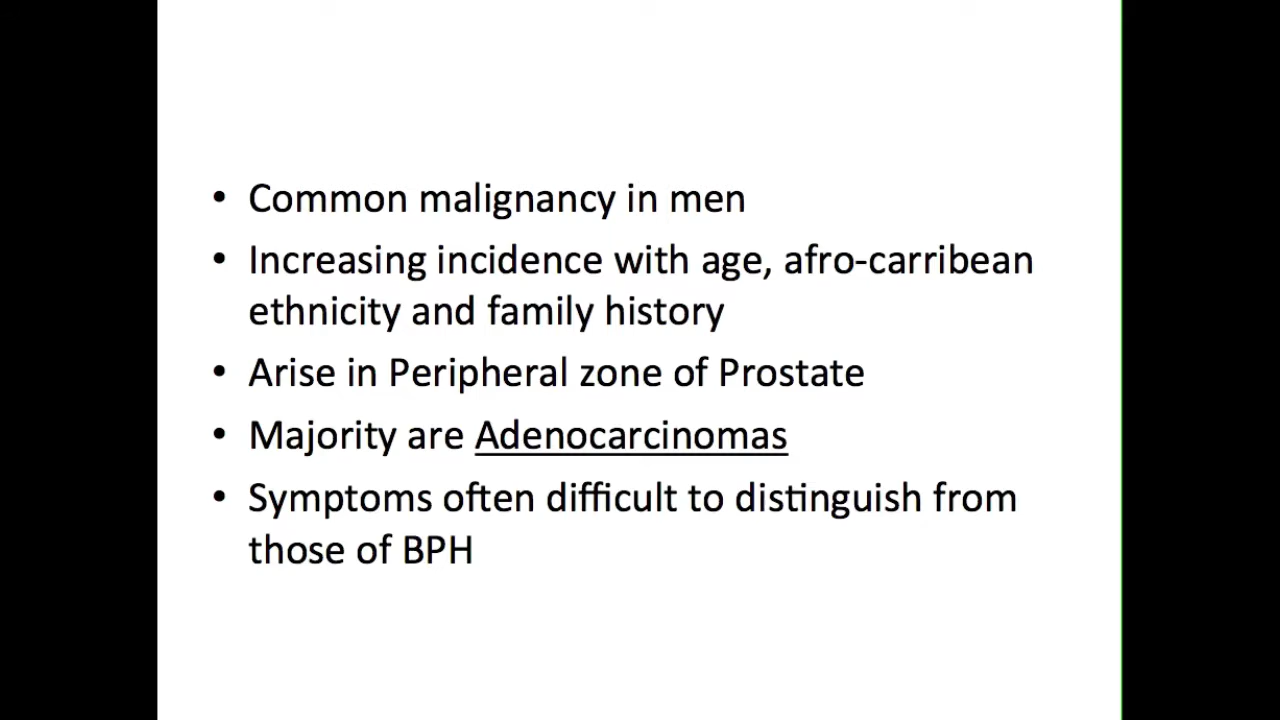 • Common malignancy in men
• Increasing incidence with age, afro-carribean
ethnicity and family history
• Arise in Peripheral zone of Prostate
• Majority are Adenocarcinomas
• Symptoms often difficult to distinguish from
those of BPH